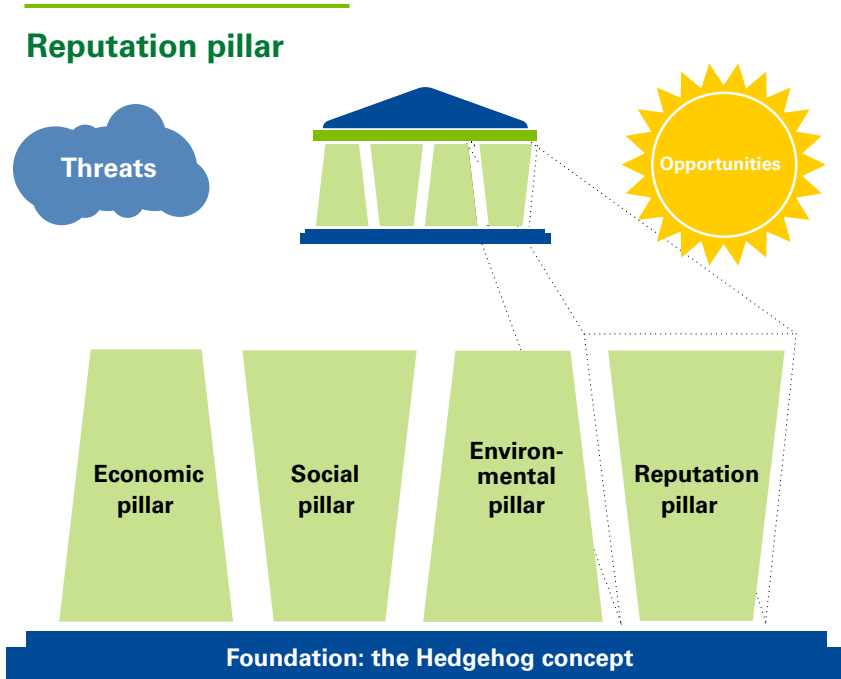 Reputation pillar
Threats
Opportunities
Economic
pillar
Social
pillar
Environ-
mental
pillar
Reputation
pillar
Foundation: the Hedgehog concept